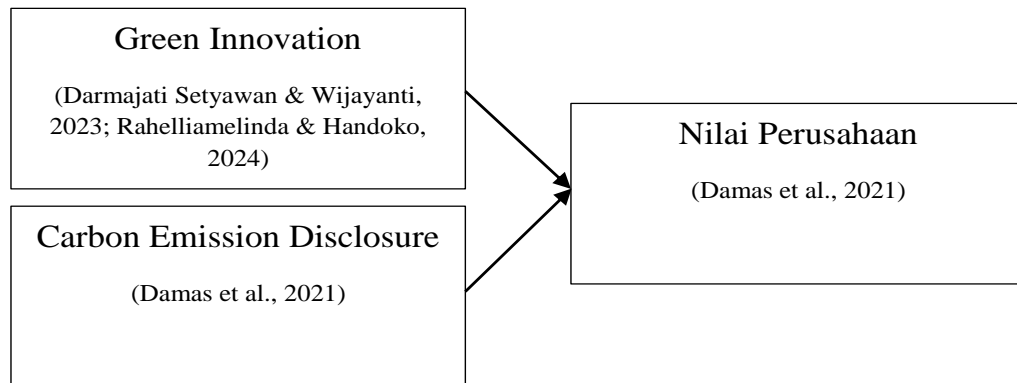 Green Innovation
(Darmajati Setyawan & Wijayanti,
2023; Rahelliamelinda & Handoko,
2024)
Carbon Emission Disclosure
(Damas et al., 2021)
Nilai Perusahaan
(Damas et al., 2021)